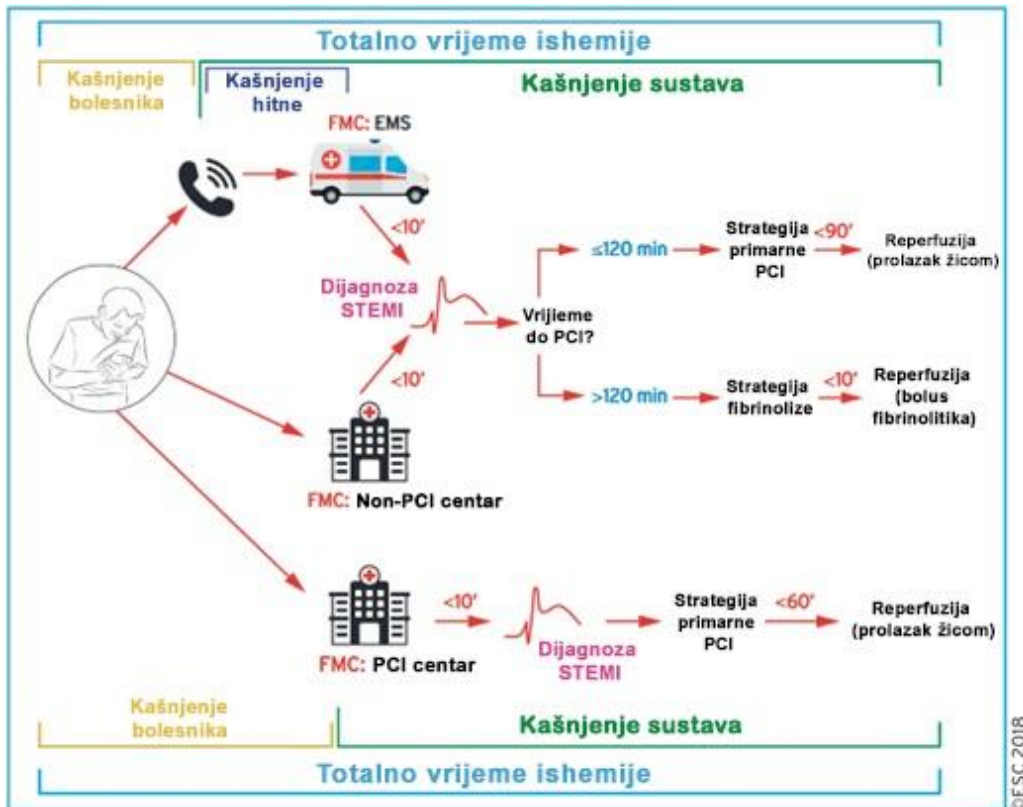 Totalno vrijeme ishemije
Kašnjenje
bolesnika
Kašnjenje
hitne
Kašnjenje sustava
FMC: EMS
<10'
Dijagnoza
STEMI
<10'
Vrijieme
do PCI?
≤120 min
Strategija
primarne
PCI
<90'
Reperfuzija
(prolazak žicom)
>120 min
Strategija
fibrinolize
<10'
Reperfuzija
(bolus
fibrinolitika)
FMC: Non-PCI centar
FMC: PCI centar
<10'
Dijagnoza
STEMI
Strategija
primarne
PCI
<60'
Reperfuzija
(prolazak žicom)
Kašnjenje
bolesnika
Kašnjenje sustava
Totalno vrijeme ishemije
©ESC 2018